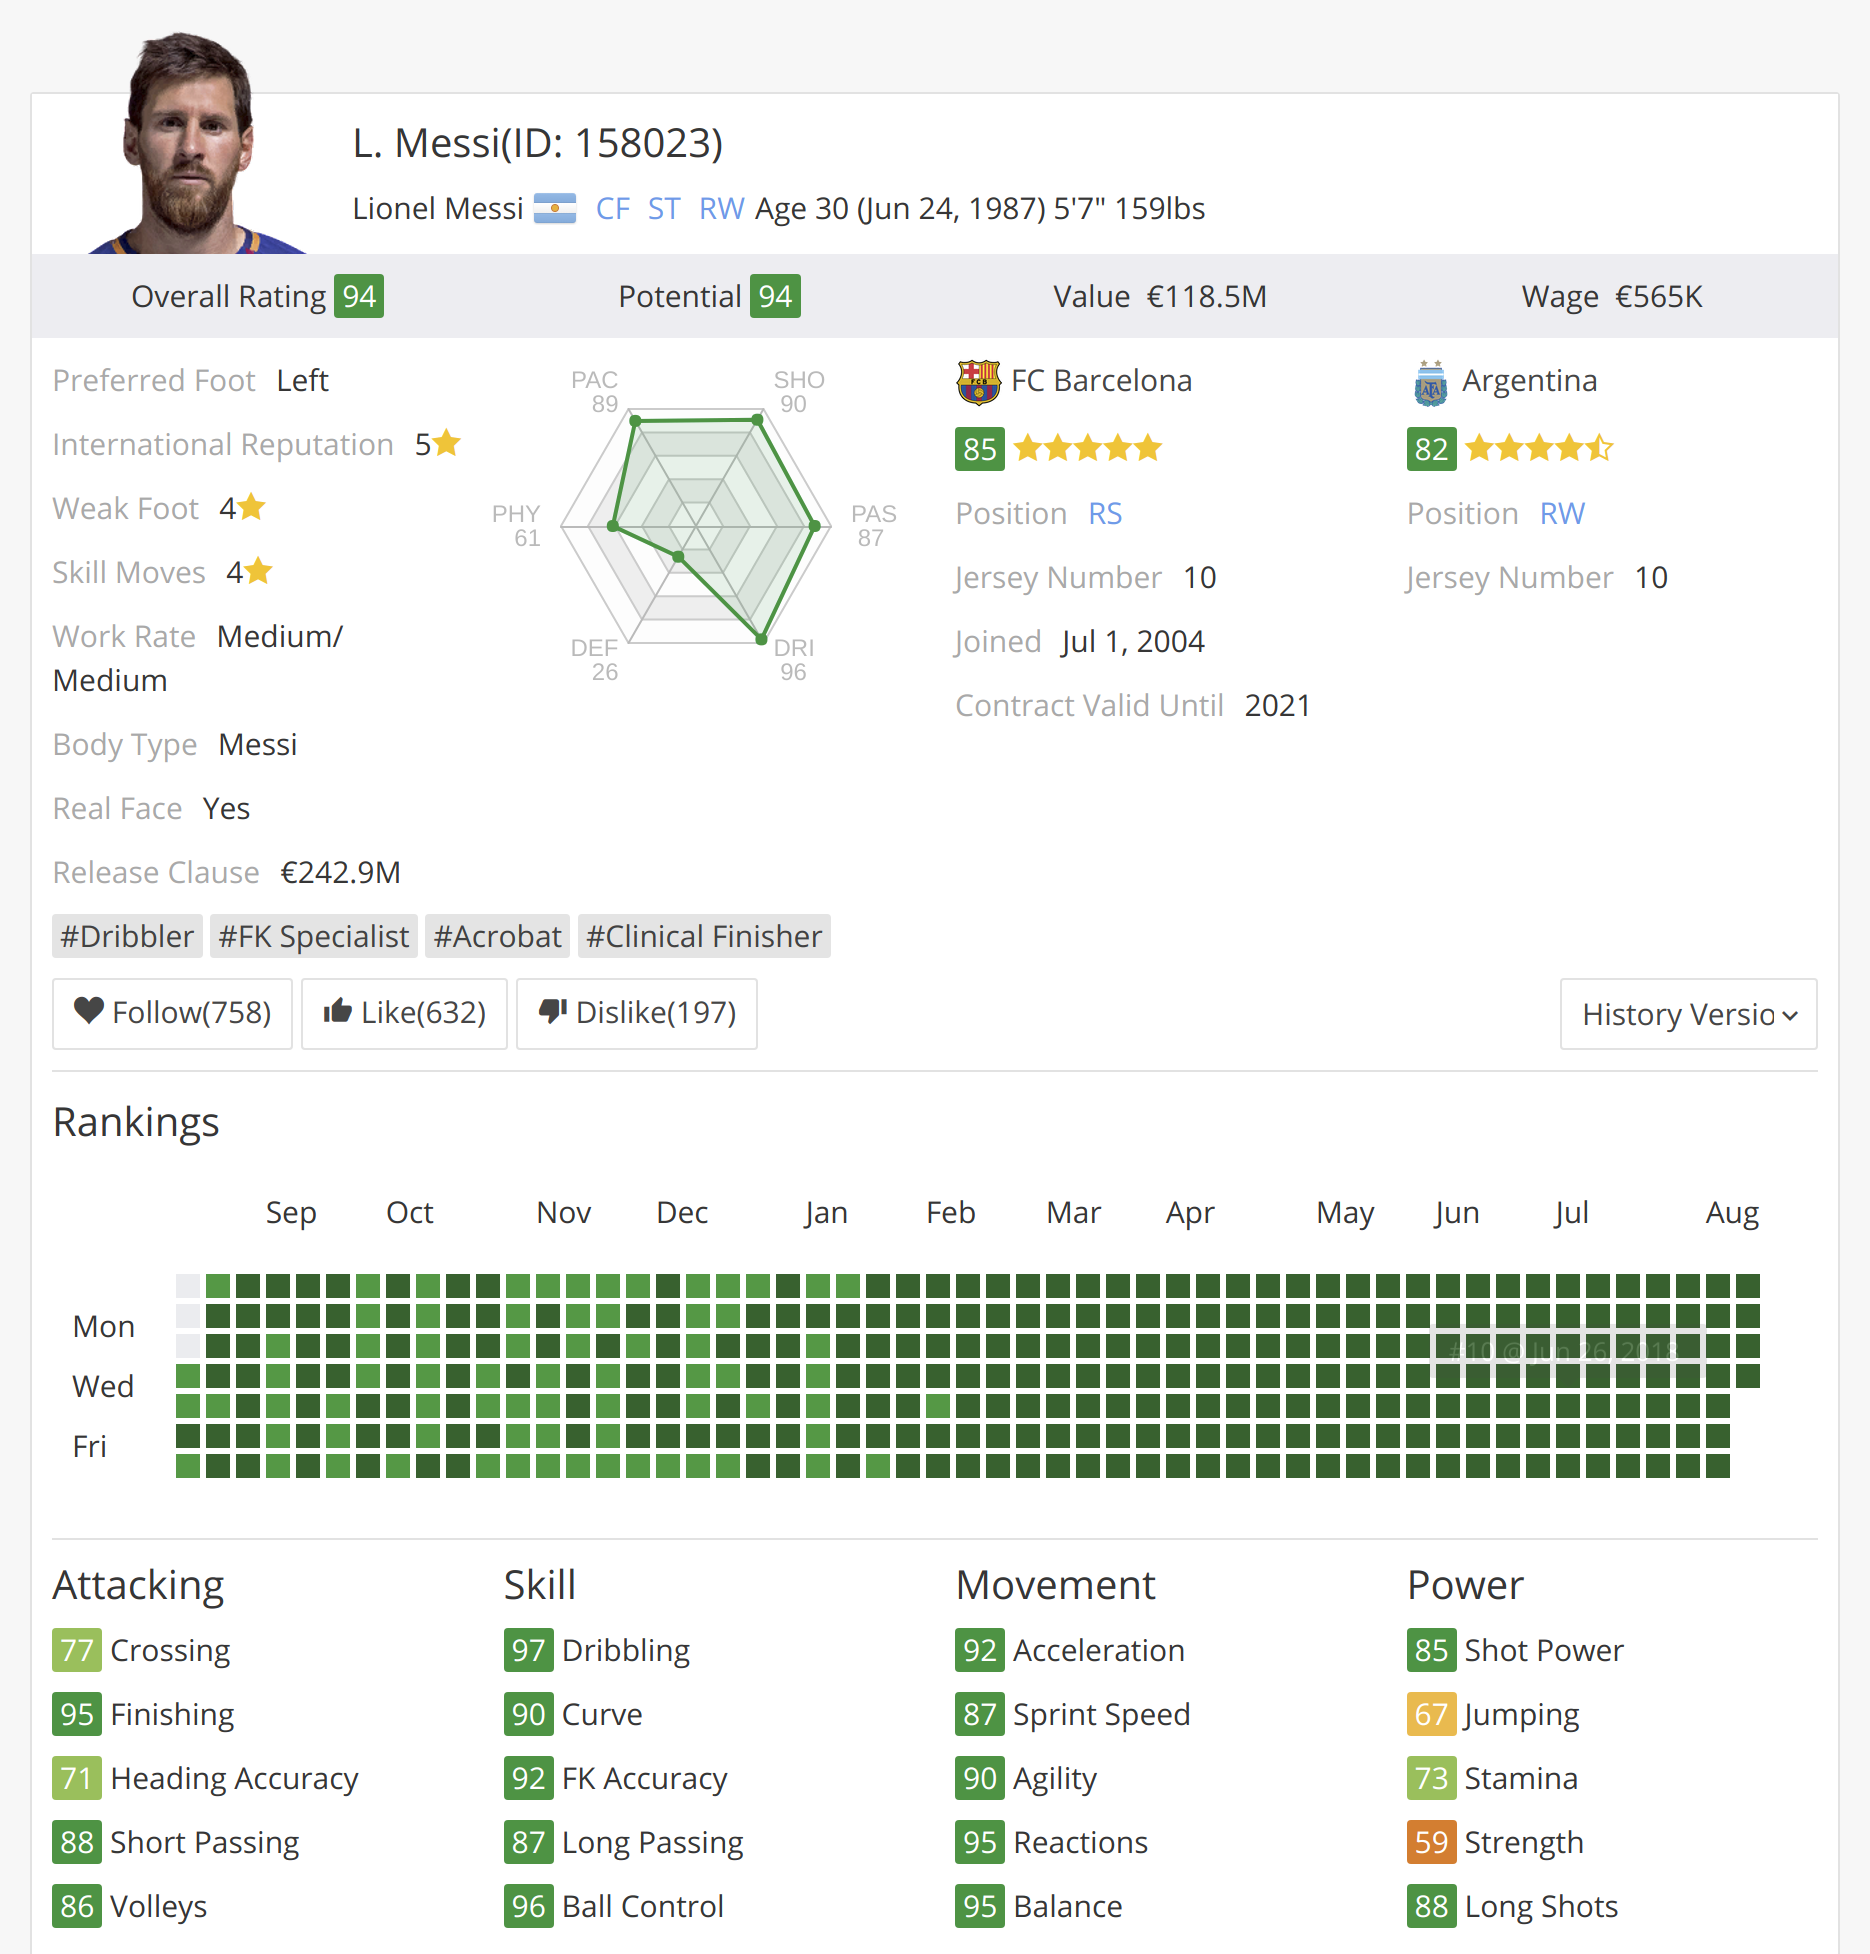 L. Messi(ID: 158023)
Lionel Messi CF ST RW Age 30 (Jun 24, 1987) 5'7" 159lbs
Overall Rating 94 Potential 94 Value €118.5M Wage €565K
Preferred Foot Left
International Reputation 5
Weak Foot 4
Skill Moves 4
Work Rate Medium/
Medium
Body Type Messi
Real Face Yes
Release Clause €242.9M
PAC
89
SHO
90
PHY
61
PAS
87
DEF
26
DRI
96
FC Barcelona
85
Position RS
Jersey Number 10
Joined Jul 1, 2004
Contract Valid Until 2021
Argentina
82
Position RW
Jersey Number 10
#Dribbler #FK Specialist #Acrobat #Clinical Finisher
Follow(758) Like(632) Dislike(197) History Versio
Rankings
Sep Oct Nov Dec Jan Feb Mar Apr May Jun Jul Aug
Mon
#10 @ Jun 26, 2018
Wed
Fri
Attacking
77 Crossing
95 Finishing
71 Heading Accuracy
88 Short Passing
86 Volleys
Skill
97 Dribbling
90 Curve
92 FK Accuracy
87 Long Passing
96 Ball Control
Movement
92 Acceleration
87 Sprint Speed
90 Agility
95 Reactions
95 Balance
Power
85 Shot Power
67 Jumping
73 Stamina
59 Strength
88 Long Shots